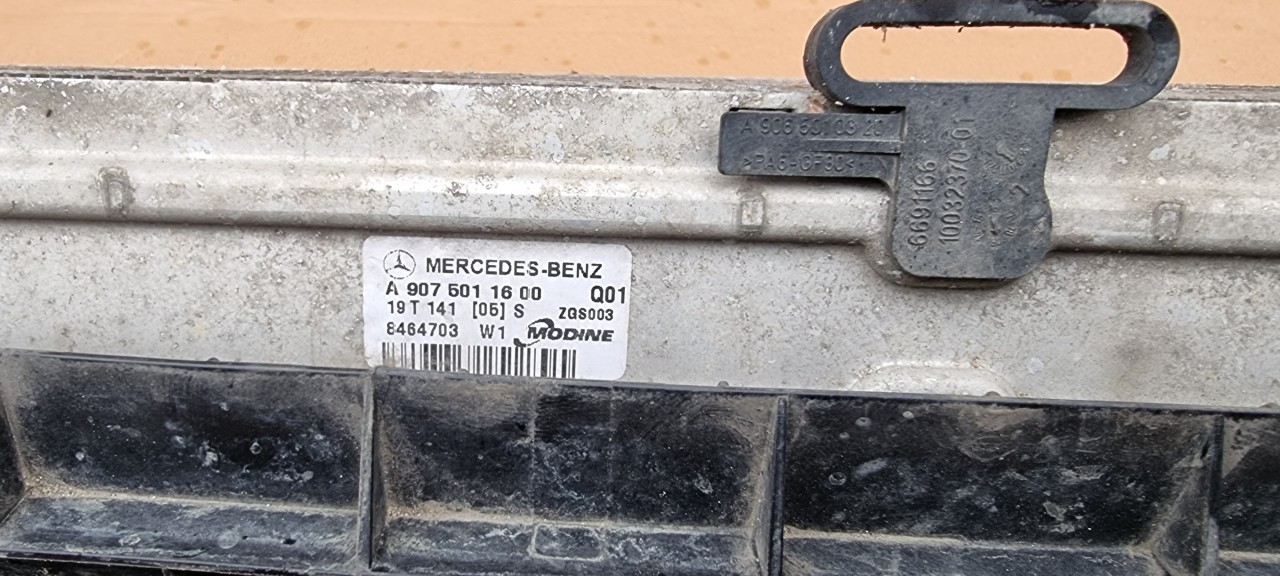 A 906 501 03 20
>PA6-GF30<
6691166
10032370-01
MERCEDES-BENZ
A 907 501 16 00 Q01
19 T 141 [05] S ZGS003
8464703 W1 MODINE